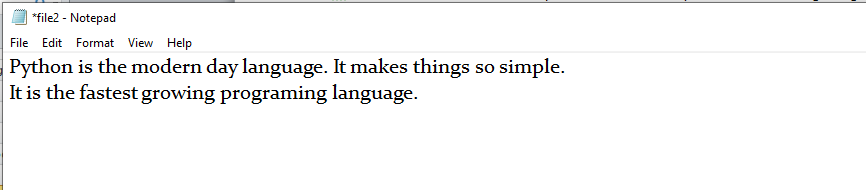 *file2 - Notepad
File Edit Format View Help
Python is the modern day language. It makes things so simple.
It is the fastest growing programing language.